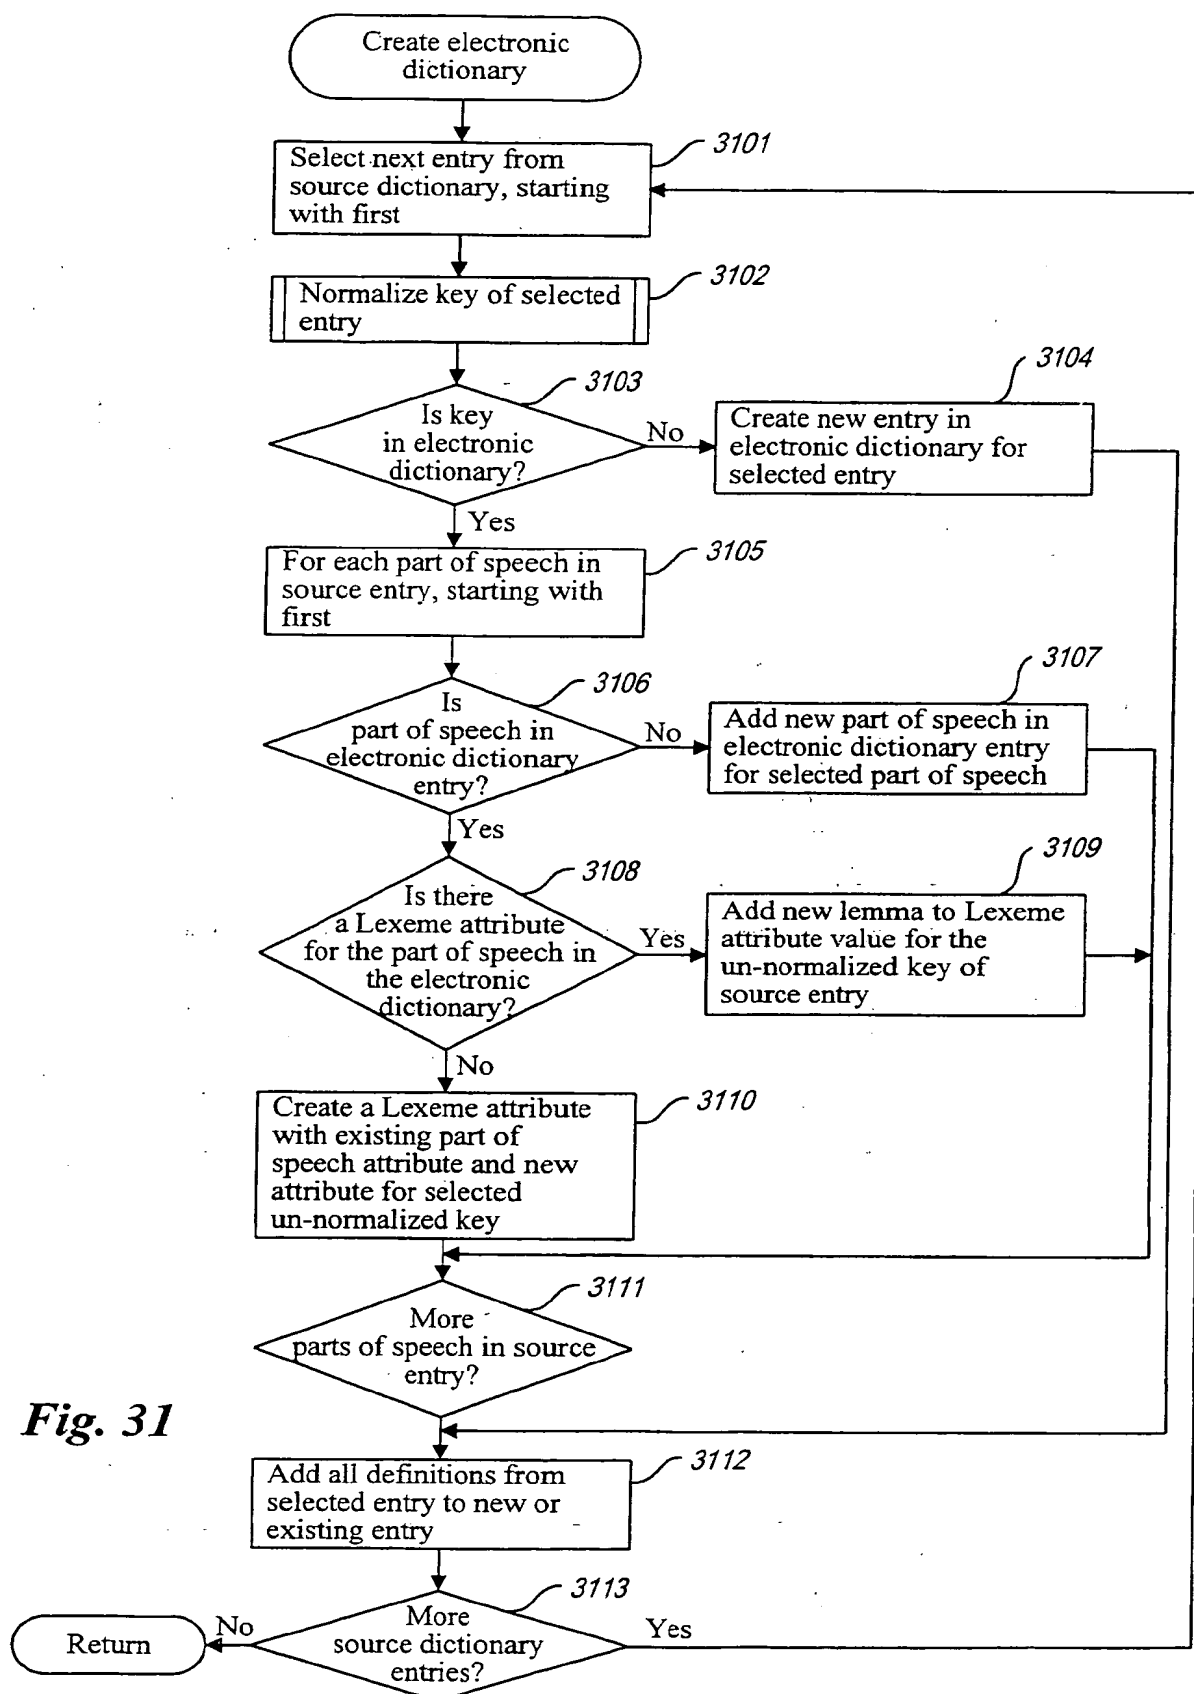 Create electronic
dictionary
3101
Select next entry from
source dictionary, starting
with first
3102
Normalize key of selected
entry
3103
Is key
in electronic
dictionary?
No
3104
Create new entry in
electronic dictionary for
selected entry
Yes
3105
For each part of speech in
source entry, starting with
first
3106
Is
part of speech in
electronic dictionary
entry?
No
3107
Add new part of speech in
electronic dictionary entry
for selected part of speech
Yes
3108
Is there
a Lexeme attribute
for the part of speech in
the electronic
dictionary?
Yes
3109
Add new lemma to Lexeme
attribute value for the
un-normalized key of
source entry
No
3110
Create a Lexeme attribute
with existing part of
speech attribute and new
attribute for selected
un-normalized key
3111
More
parts of speech in source
entry?
Fig. 31
3112
Add all definitions from
selected entry to new or
existing entry
3113
More
source dictionary
entries?
No
Return
Yes